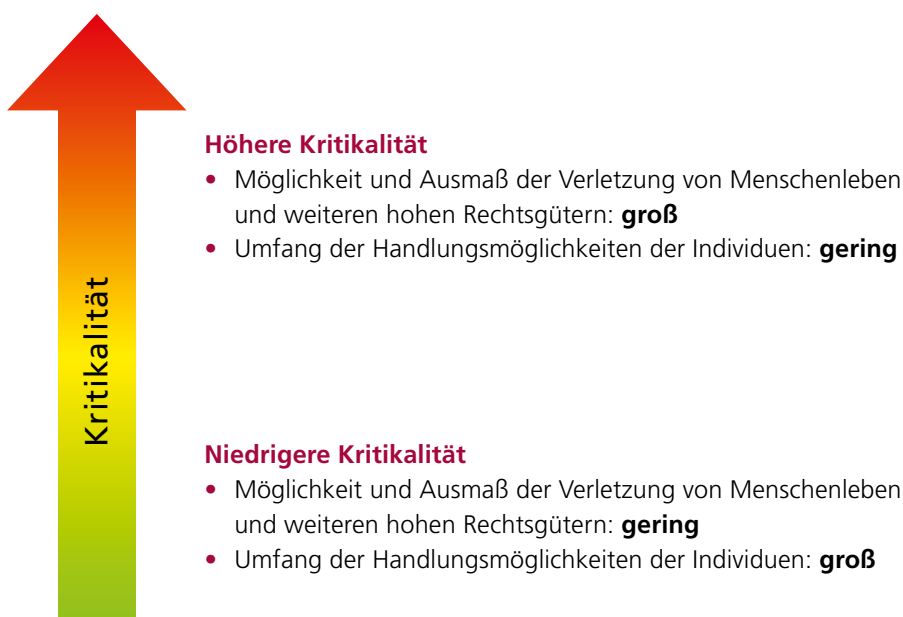 Kritikalität
Höhere Kritikalität
• Möglichkeit und Ausmaß der Verletzung von Menschenleben
und weiteren hohen Rechtsgütern: groß
• Umfang der Handlungsmöglichkeiten der Individuen: gering
Niedrigere Kritikalität
• Möglichkeit und Ausmaß der Verletzung von Menschenleben
und weiteren hohen Rechtsgütern: gering
• Umfang der Handlungsmöglichkeiten der Individuen: groß